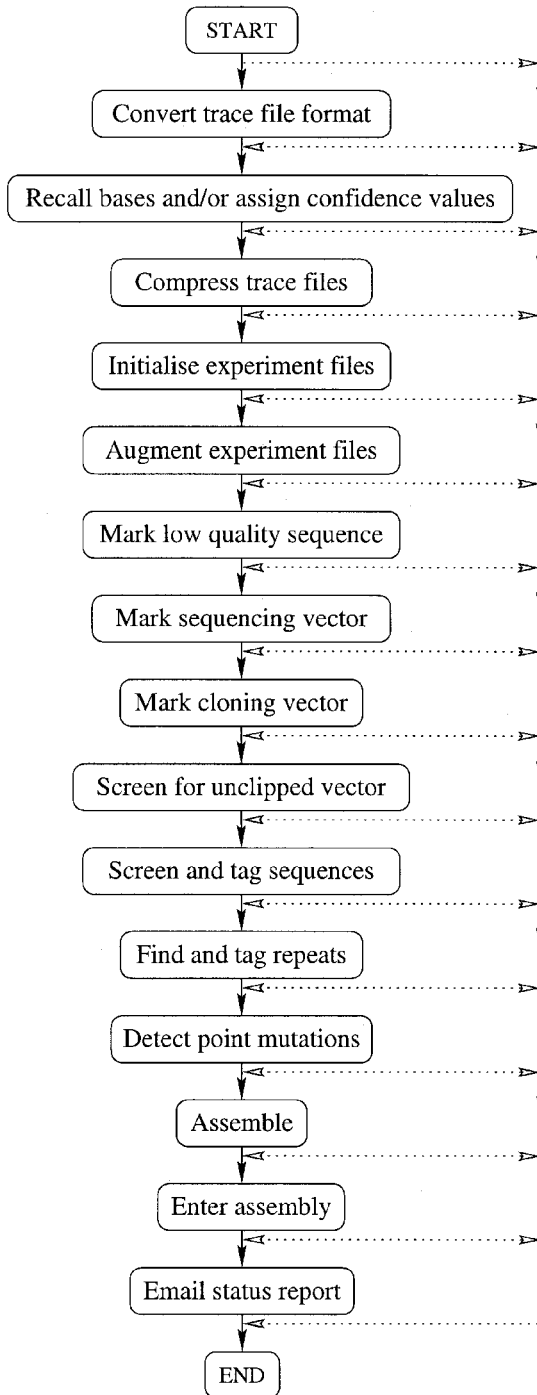 START
Convert trace file format
Recall bases and/or assign confidence values
Compress trace files
Initialise experiment files
Augment experiment files
Mark low quality sequence
Mark sequencing vector
Mark cloning vector
Screen for unclipped vector
Screen and tag sequences
Find and tag repeats
Detect point mutations
Assemble
Enter assembly
Email status report
END